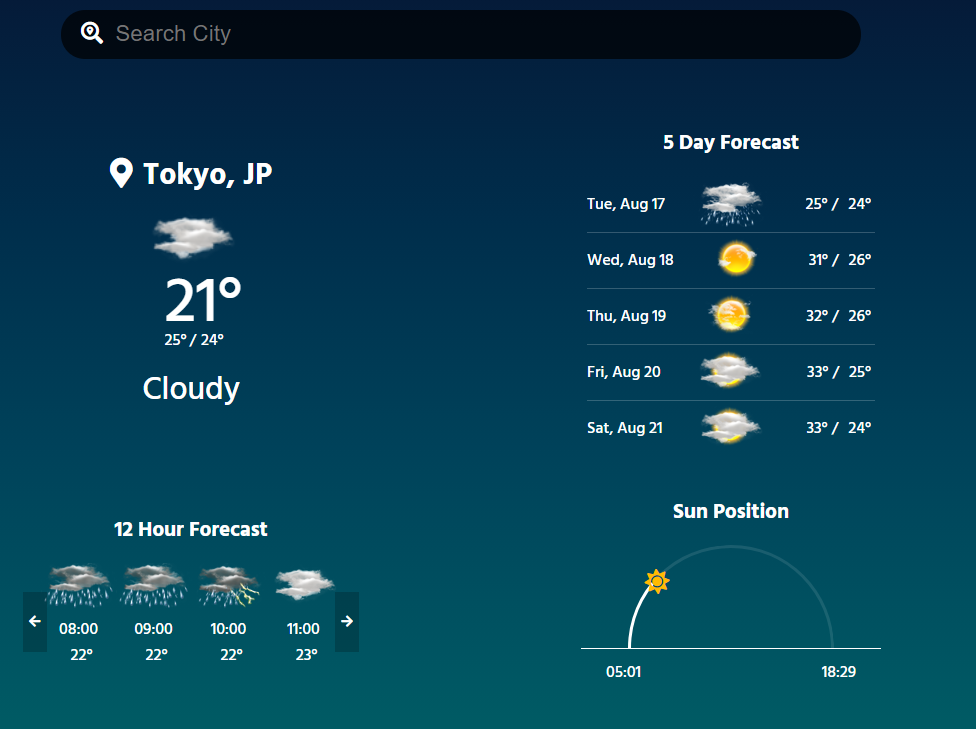 Search City
Tokyo, JP
21°
25° / 24°
Cloudy
5 Day Forecast
Tue, Aug 17 25° / 24°
Wed, Aug 18 31° / 26°
Thu, Aug 19 32° / 26°
Fri, Aug 20 33° / 25°
Sat, Aug 21 33° / 24°
12 Hour Forecast
08:00 09:00 10:00 11:00
22° 22° 22° 23°
Sun Position
05:01 18:29